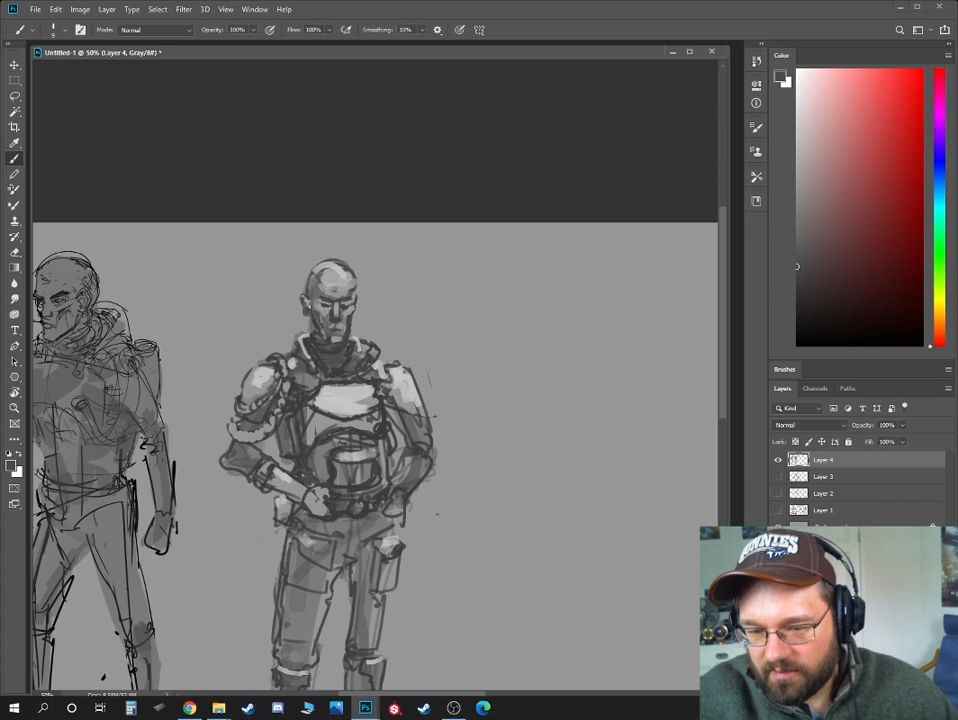 File Edit Image Layer Type Select Filter 3D View Window Help
Mode: Normal Opacity: 100% Flow: 100% Smoothing: 10%
Untitled-1 @ 50% (Layer 4, Gray/8#) *
Color
Brushes
Layers Channels Paths
Kind
Normal Opacity: 100%
Lock: Fill: 100%
Layer 4
Layer 3
Layer 2
Layer 1
50%